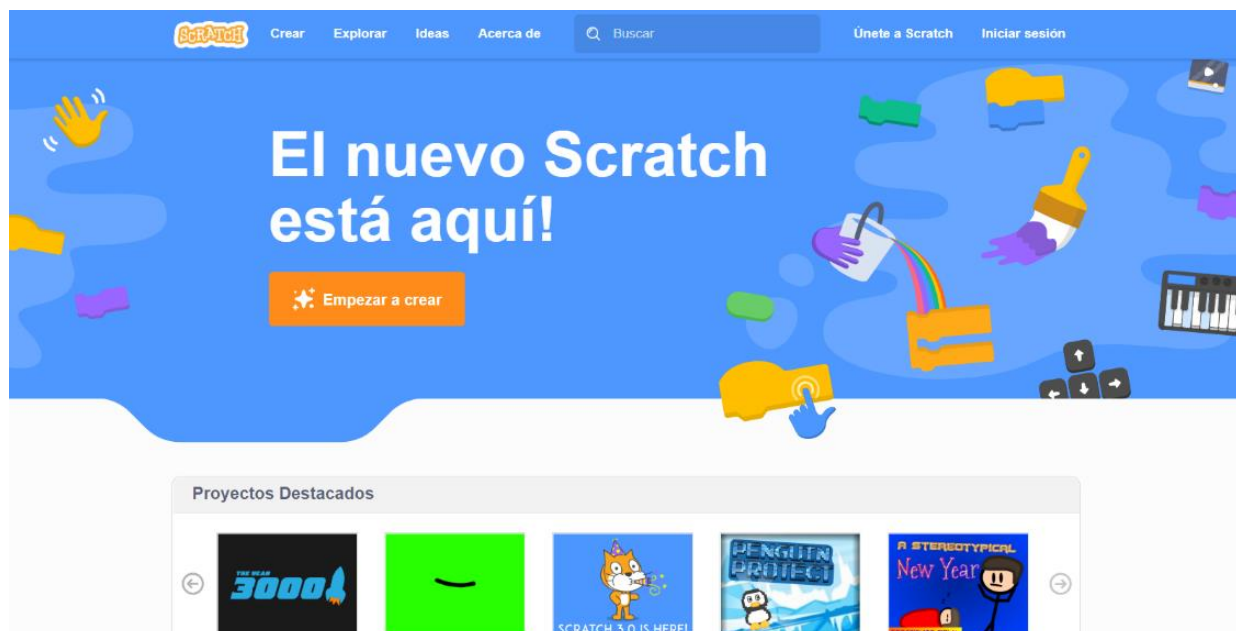 SCRATCH Crear Explorar Ideas Acerca de Buscar Únete a Scratch Iniciar sesión
El nuevo Scratch
está aquí!
Empezar a crear
Proyectos Destacados
THE YEAR
3000
SCRATCH 3.0 IS HERE!
PENGUIN
PROTECT
A STEREOTYPICAL
New Year